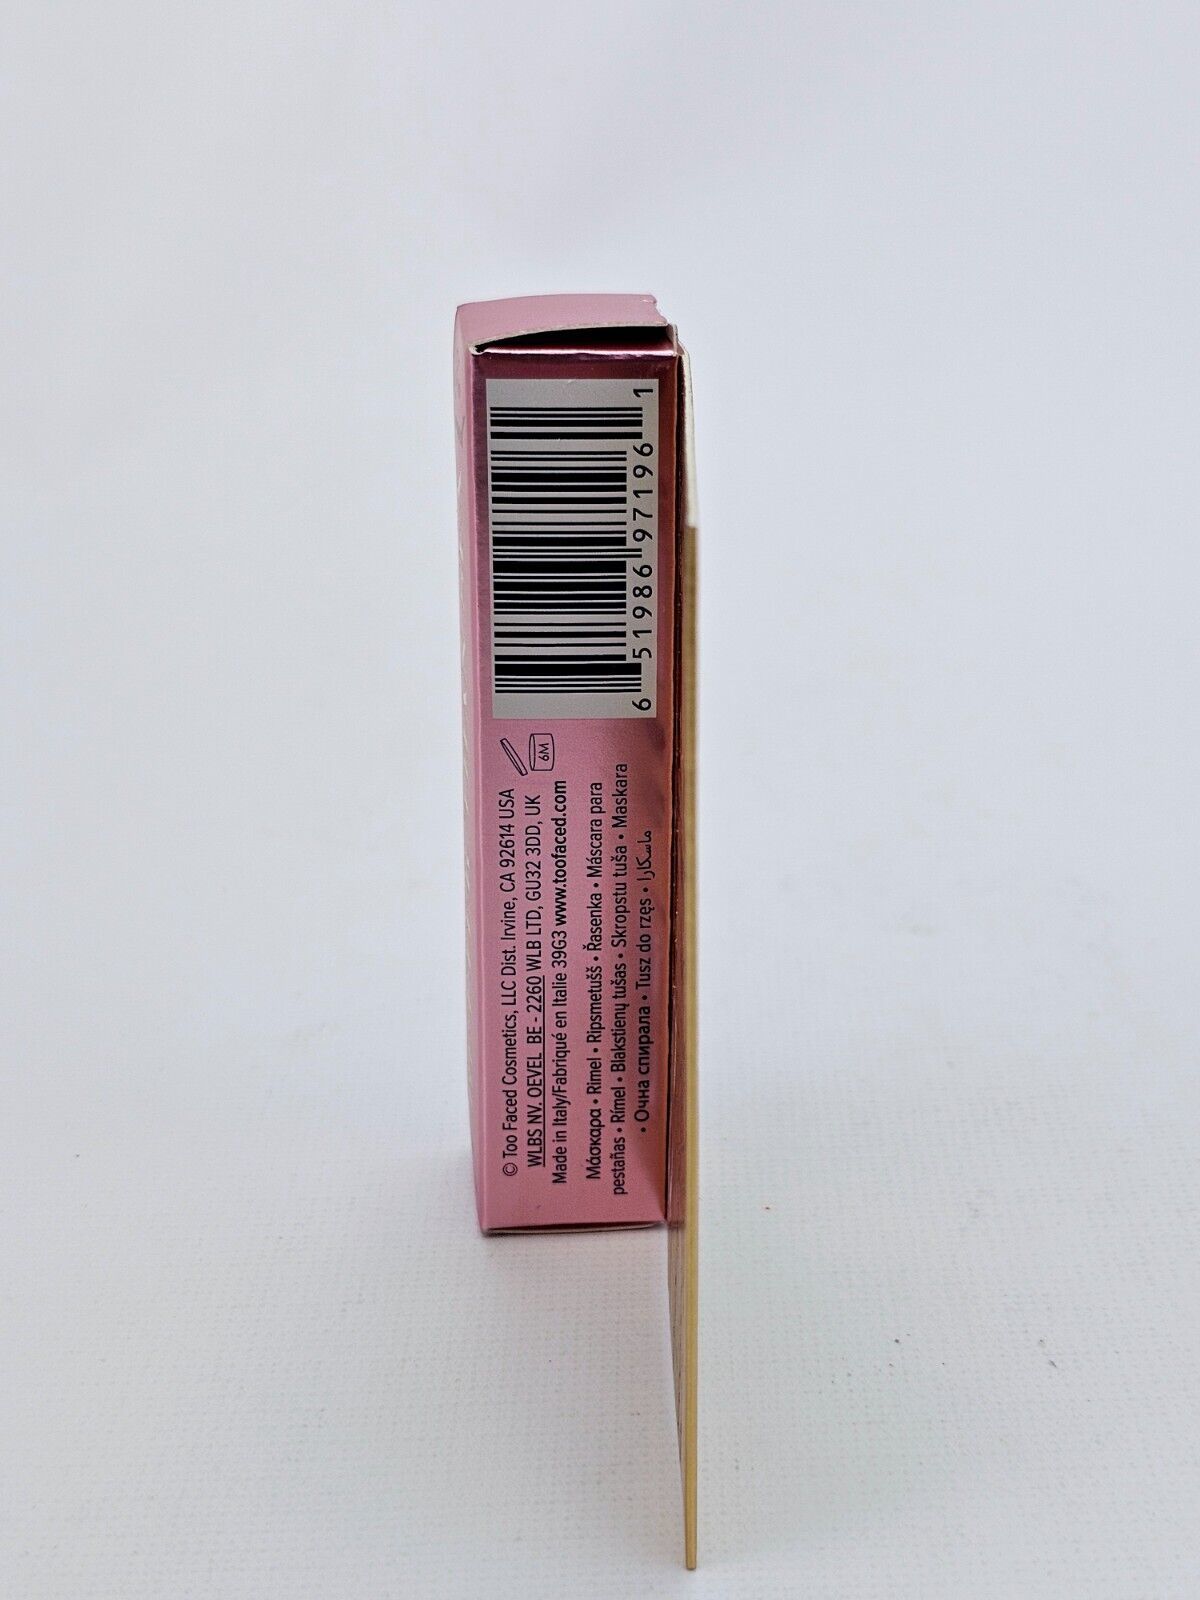 © Too Faced Cosmetics, LLC Dist. Irvine, CA 92614 USA
WLBS NV. OEVEL BE - 2260 WLB LTD, GU32 3DD, UK
Made in Italy/Fabriqué en Italie 39G3 www.toofaced.com
6M
Μάσκαρα • Rimel • Ripsmetušš • Řasenka • Máscara para
pestañas • Rímel • Blakstienų tušas • Skropstu tuša • Maskara
• Очна спирала • Tusz do rzęs • ماسكارا
6 51986 97196 1